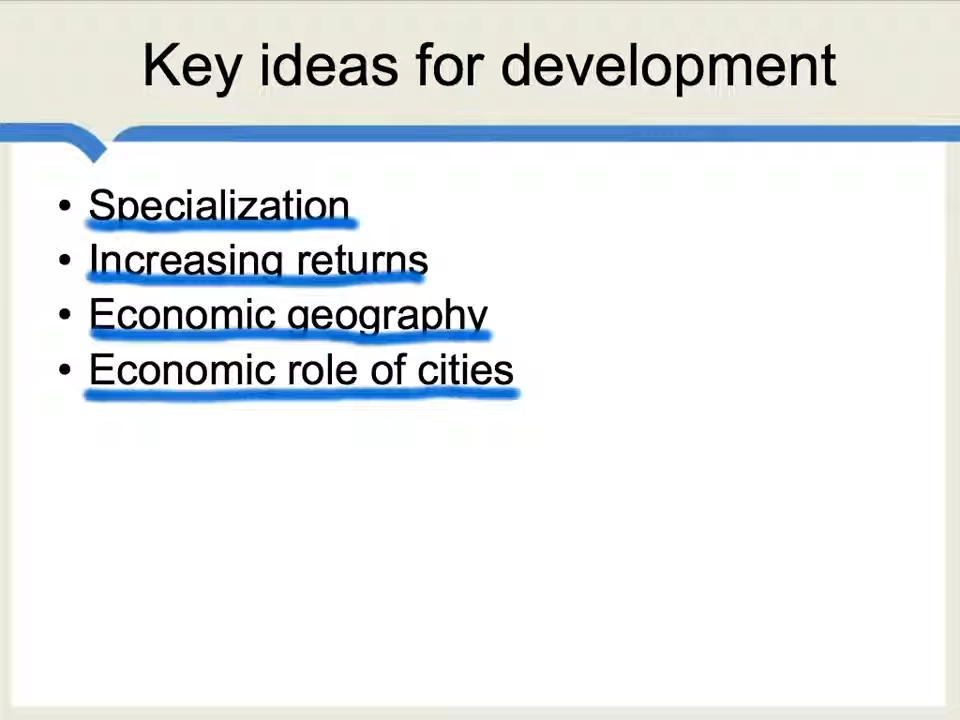 Key ideas for development
• Specialization
• Increasing returns
• Economic geography
• Economic role of cities